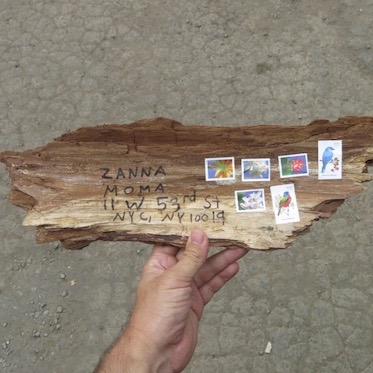 ZANNA
MOMA
11 W 53rd St
NYC, NY 10019